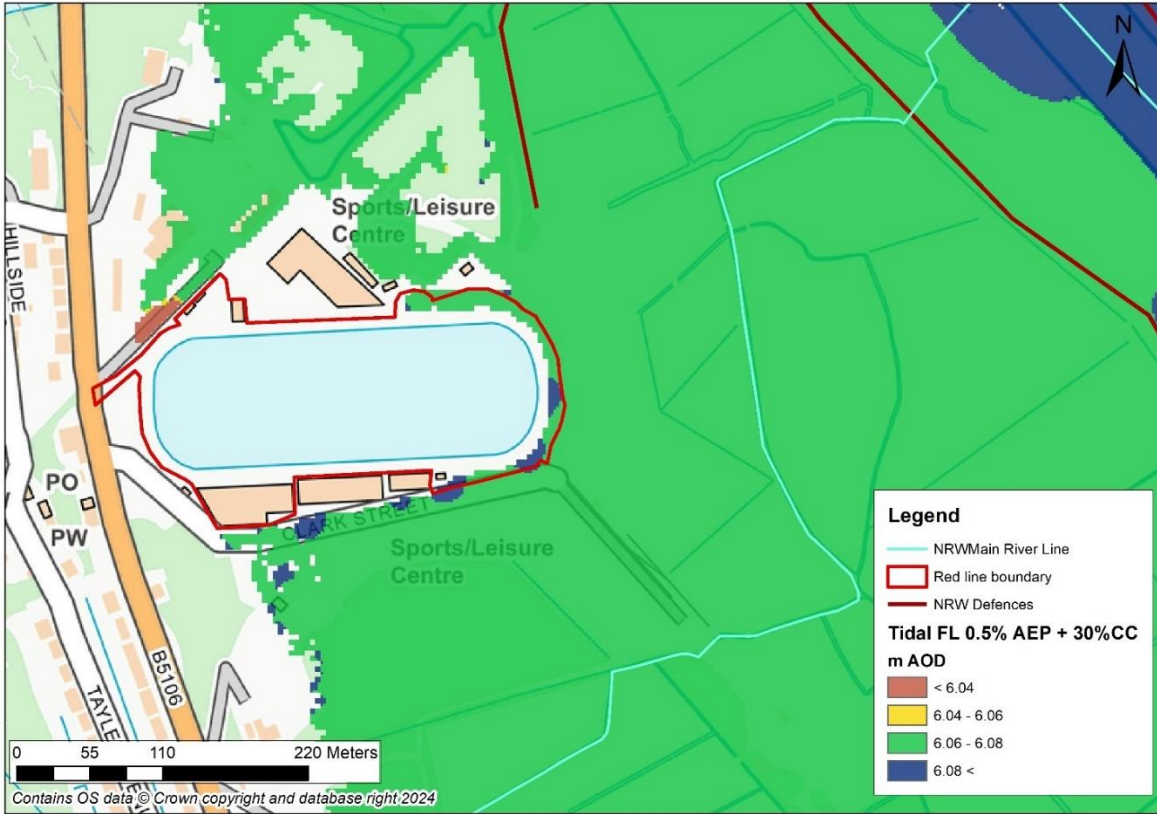 N
Sports/Leisure
Centre
HILLSIDE
PO
PW
CLARK STREET
Sports/Leisure
Centre
B5106
Legend
NRWMain River Line
Red line boundary
NRW Defences
Tidal FL 0.5% AEP + 30%CC
m AOD
< 6.04
6.04 - 6.06
6.06 - 6.08
6.08 <
0 55 110 220 Meters
Contains OS data © Crown copyright and database right 2024